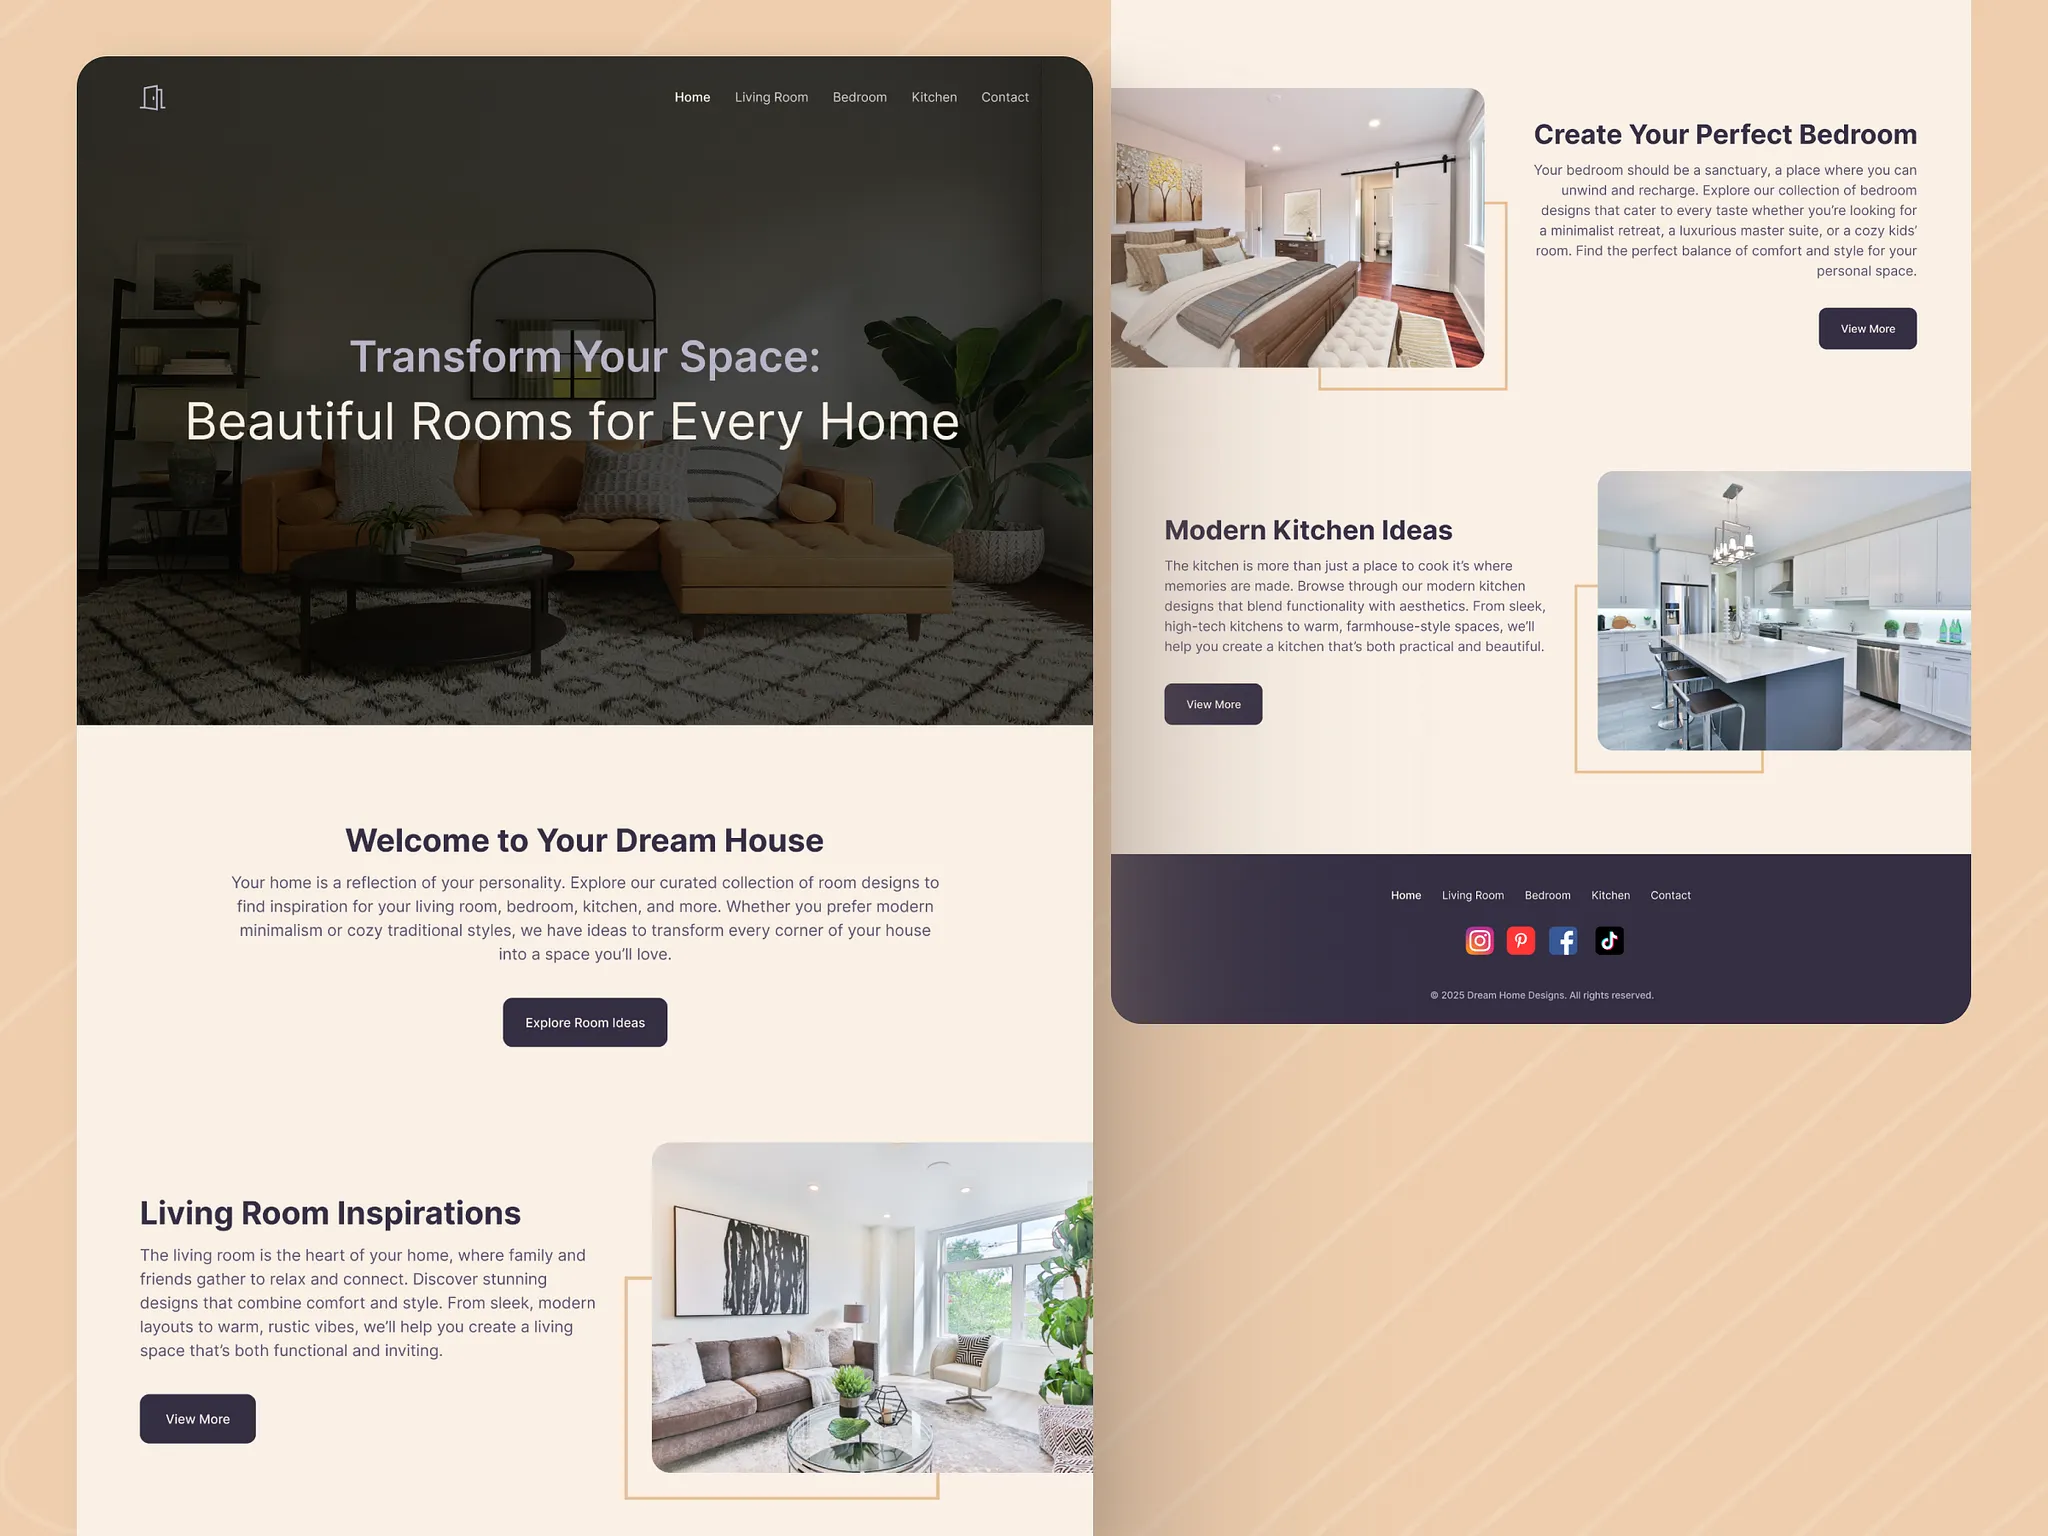 Home Living Room Bedroom Kitchen Contact
Transform Your Space:
Beautiful Rooms for Every Home
Welcome to Your Dream House
Your home is a reflection of your personality. Explore our curated collection of room designs to
find inspiration for your living room, bedroom, kitchen, and more. Whether you prefer modern
minimalism or cozy traditional styles, we have ideas to transform every corner of your house
into a space you’ll love.
Explore Room Ideas
Living Room Inspirations
The living room is the heart of your home, where family and
friends gather to relax and connect. Discover stunning
designs that combine comfort and style. From sleek, modern
layouts to warm, rustic vibes, we’ll help you create a living
space that’s both functional and inviting.
View More
Create Your Perfect Bedroom
Your bedroom should be a sanctuary, a place where you can
unwind and recharge. Explore our collection of bedroom
designs that cater to every taste whether you’re looking for
a minimalist retreat, a luxurious master suite, or a cozy kids’
room. Find the perfect balance of comfort and style for your
personal space.
View More
Modern Kitchen Ideas
The kitchen is more than just a place to cook it’s where
memories are made. Browse through our modern kitchen
designs that blend functionality with aesthetics. From sleek,
high-tech kitchens to warm, farmhouse-style spaces, we’ll
help you create a kitchen that’s both practical and beautiful.
View More
Home Living Room Bedroom Kitchen Contact
© 2025 Dream Home Designs. All rights reserved.